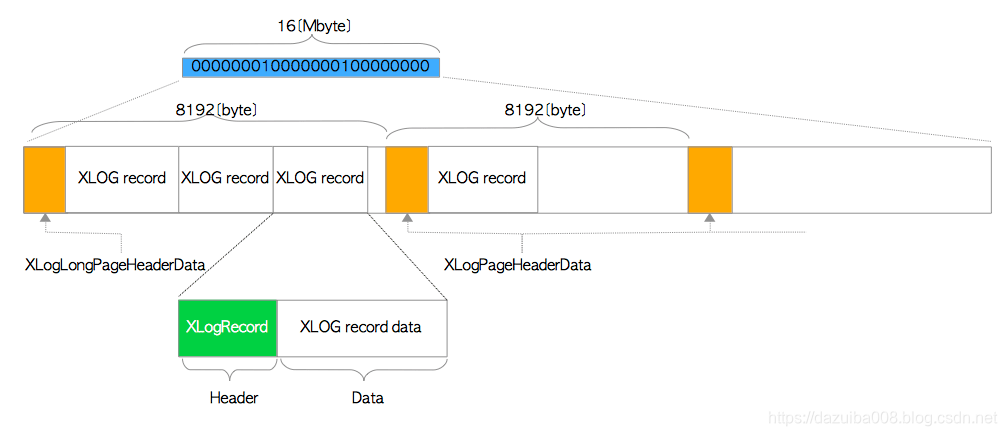 16〔Mbyte〕
000000010000000100000000
8192〔byte〕
8192〔byte〕
XLOG record
XLOG record
XLOG record
XLOG record
XLogLongPageHeaderData
XLogPageHeaderData
XLogRecord
XLOG record data
Header
Data
https://dazuiba008.blog.csdn.net